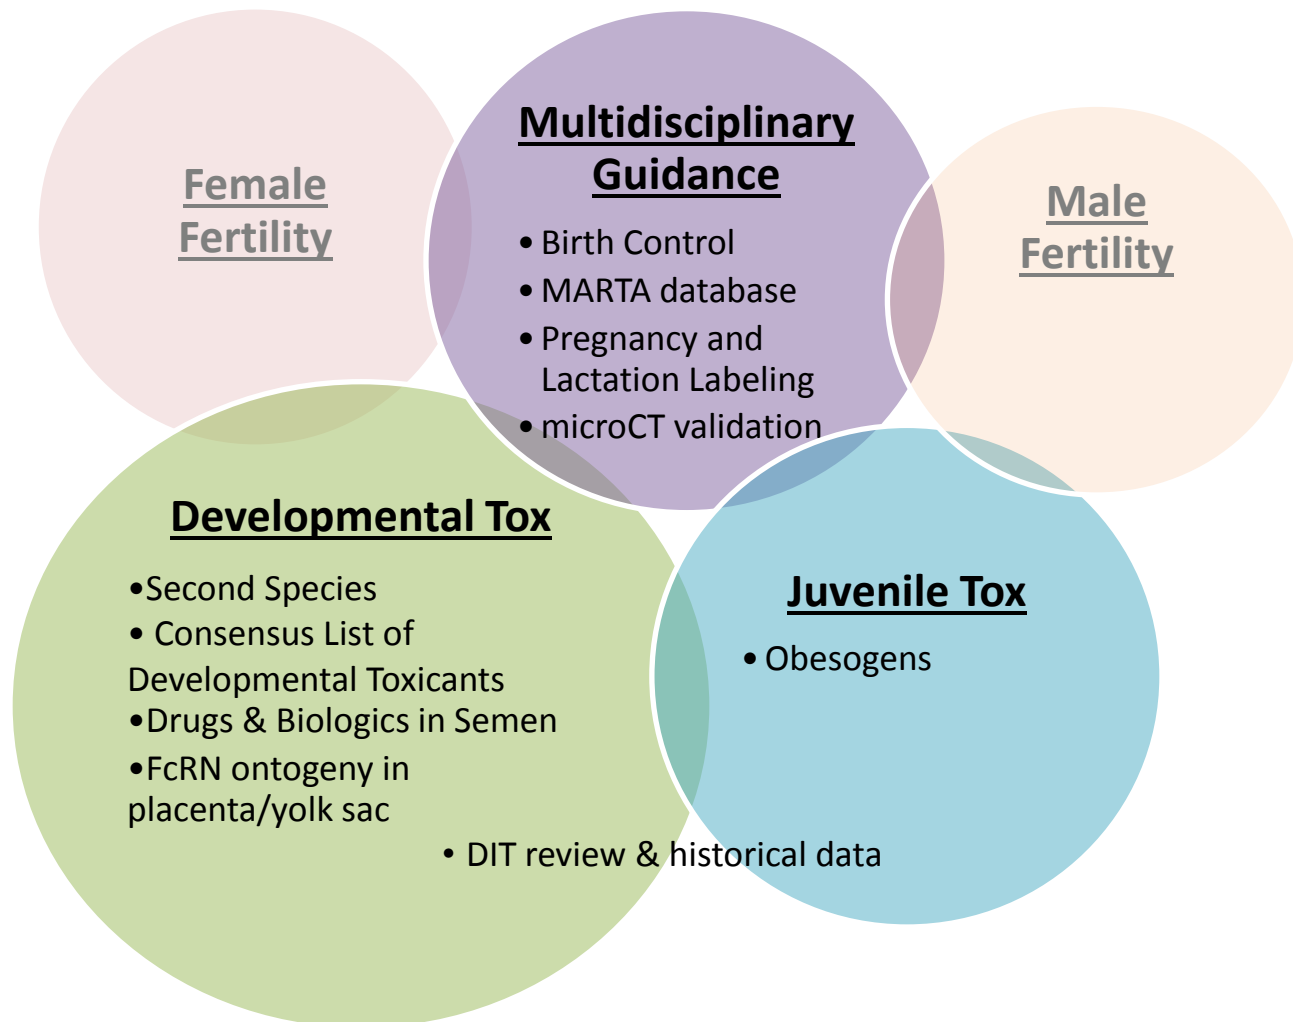 Female
Fertility
Multidisciplinary
Guidance
• Birth Control
• MARTA database
• Pregnancy and
Lactation Labeling
• microCT validation
Male
Fertility
Developmental Tox
•Second Species
• Consensus List of
Developmental Toxicants
•Drugs & Biologics in Semen
•FcRN ontogeny in
placenta/yolk sac
Juvenile Tox
• Obesogens
• DIT review & historical data